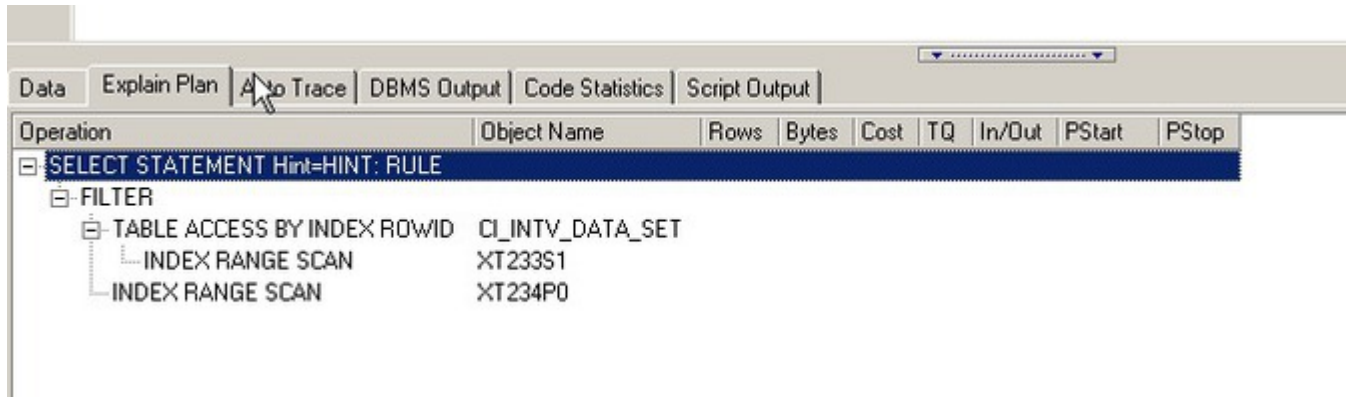 Data Explain Plan Auto Trace DBMS Output Code Statistics Script Output
Operation Object Name Rows Bytes Cost TQ In/Out PStart PStop
SELECT STATEMENT Hint=HINT: RULE
FILTER
TABLE ACCESS BY INDEX ROWID CI_INTV_DATA_SET
INDEX RANGE SCAN XT233S1
INDEX RANGE SCAN XT234P0